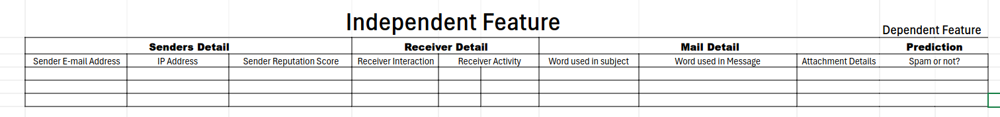 Independent Feature
Dependent Feature
Senders Detail Receiver Detail Mail Detail Prediction
Sender E-mail Address IP Address Sender Reputation Score Receiver Interaction Receiver Activity Word used in subject Word used in Message Attachment Details Spam or not?